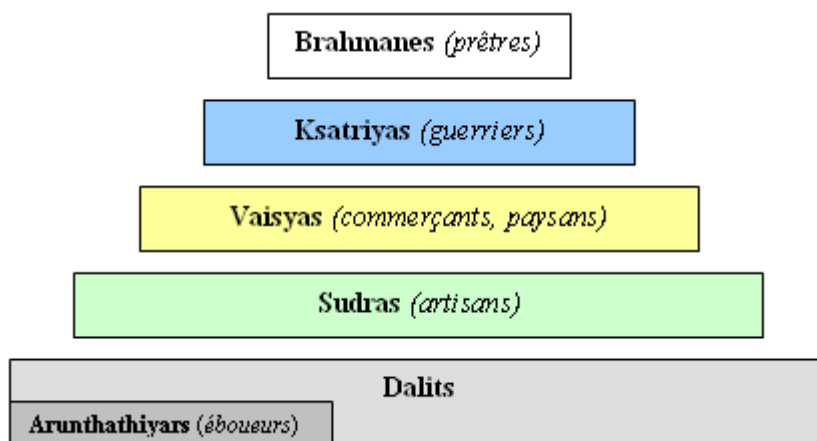 Brahmanes (prêtres)
Ksatriyas (guerriers)
Vaisyas (commerçants, paysans)
Sudras (artisans)
Dalits
Arunthathiyars (éboueurs)